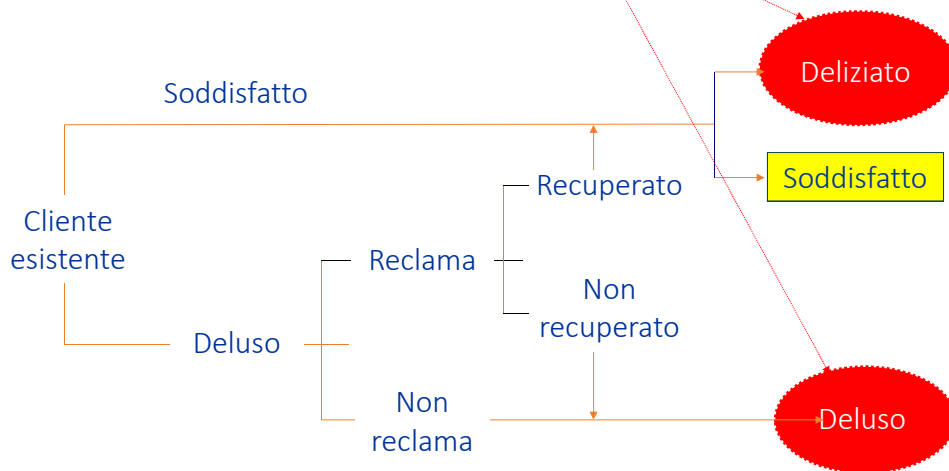 Deliziato
Soddisfatto
Soddisfatto
Recuperato
Cliente
esistente
Reclama
Non
recuperato
Deluso
Non
reclama
Deluso